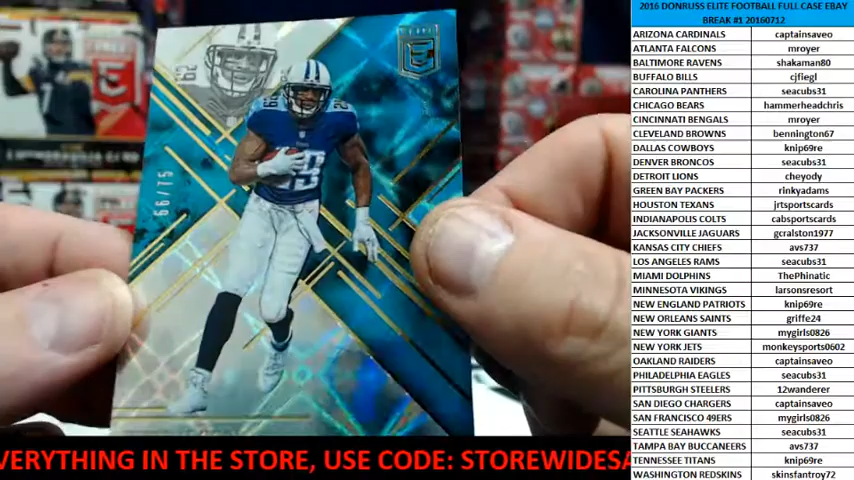 2016 DONRUSS ELITE FOOTBALL FULL CASE EBAY
BREAK #1 20160712
ARIZONA CARDINALS captainsaveo
ATLANTA FALCONS mroyer
BALTIMORE RAVENS shakaman80
BUFFALO BILLS cjfiegl
CAROLINA PANTHERS seacubs31
CHICAGO BEARS hammerheadchris
CINCINNATI BENGALS mroyer
CLEVELAND BROWNS bennington67
DALLAS COWBOYS knip69re
DENVER BRONCOS seacubs31
DETROIT LIONS cheyody
GREEN BAY PACKERS rinkyadams
HOUSTON TEXANS jrtsportscards
INDIANAPOLIS COLTS cabsportscards
JACKSONVILLE JAGUARS gcralston1977
KANSAS CITY CHIEFS avs737
LOS ANGELES RAMS seacubs31
MIAMI DOLPHINS ThePhinatic
MINNESOTA VIKINGS larsonsresort
NEW ENGLAND PATRIOTS knip69re
NEW ORLEANS SAINTS griffe24
NEW YORK GIANTS mygirls0826
NEW YORK JETS monkeysports0602
OAKLAND RAIDERS captainsaveo
PHILADELPHIA EAGLES seacubs31
PITTSBURGH STEELERS 12wanderer
SAN DIEGO CHARGERS captainsaveo
SAN FRANCISCO 49ERS mygirls0826
SEATTLE SEAHAWKS seacubs31
TAMPA BAY BUCCANEERS avs737
TENNESSEE TITANS knip69re
WASHINGTON REDSKINS skinsfantroy72
66/75
29
VERYTHING IN THE STORE, USE CODE: STOREWIDESA